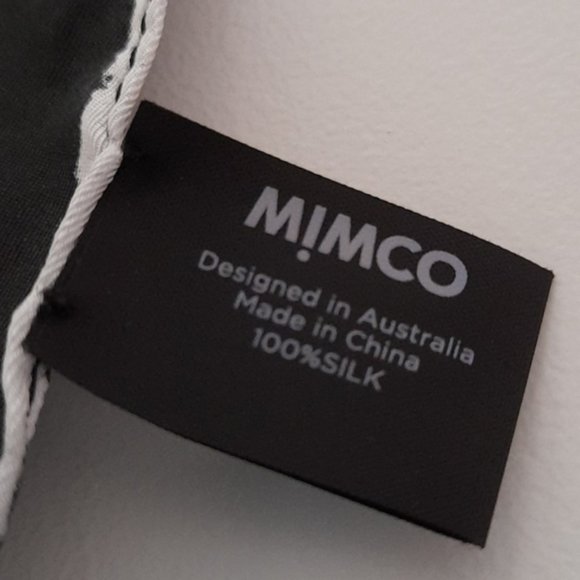 MIMCO
Designed in Australia
Made in China
100%SILK